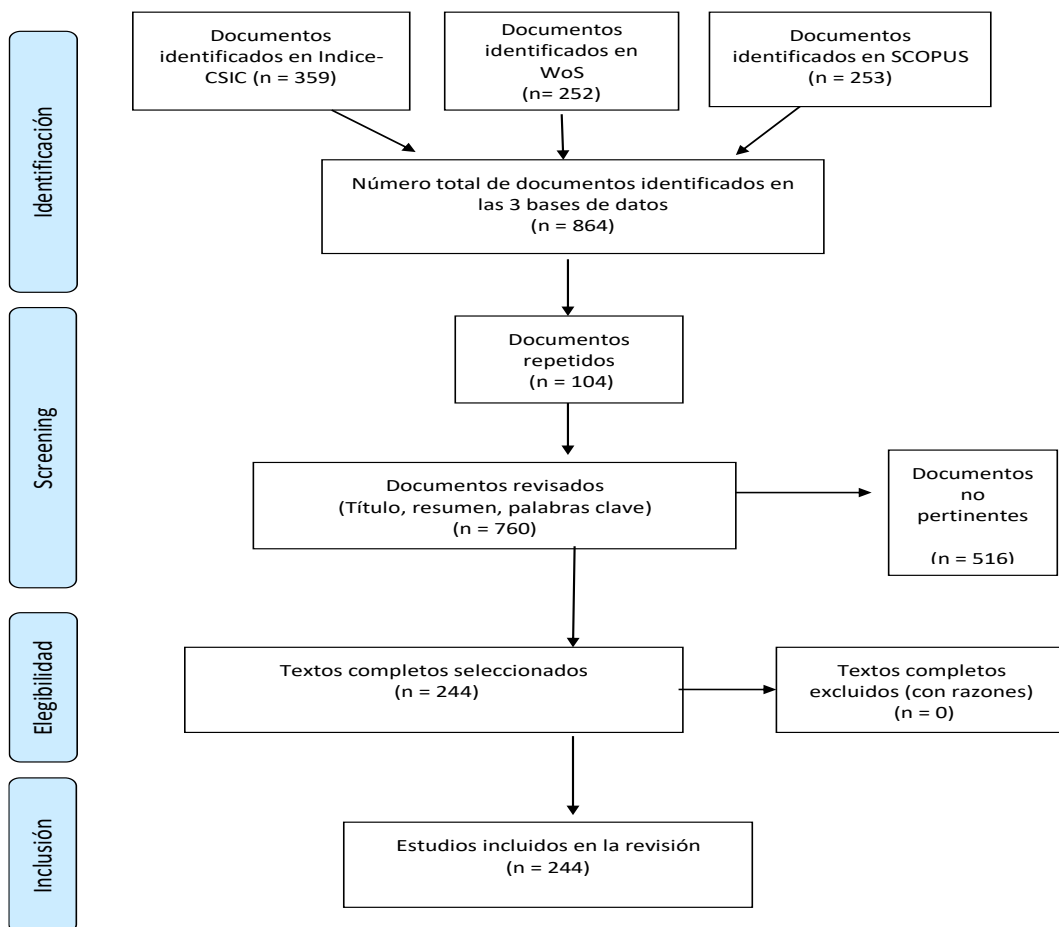 Identificación
Documentos
identificados en Indice-
CSIC (n = 359)
Documentos
identificados en
WoS
(n= 252)
Documentos
identificados en SCOPUS
(n = 253)
Número total de documentos identificados en
las 3 bases de datos
(n = 864)
Screening
Documentos
repetidos
(n = 104)
Documentos revisados
(Título, resumen, palabras clave)
(n = 760)
Documentos
no
pertinentes
(n = 516)
Elegibilidad
Textos completos seleccionados
(n = 244)
Textos completos
excluidos (con razones)
(n = 0)
Inclusión
Estudios incluidos en la revisión
(n = 244)